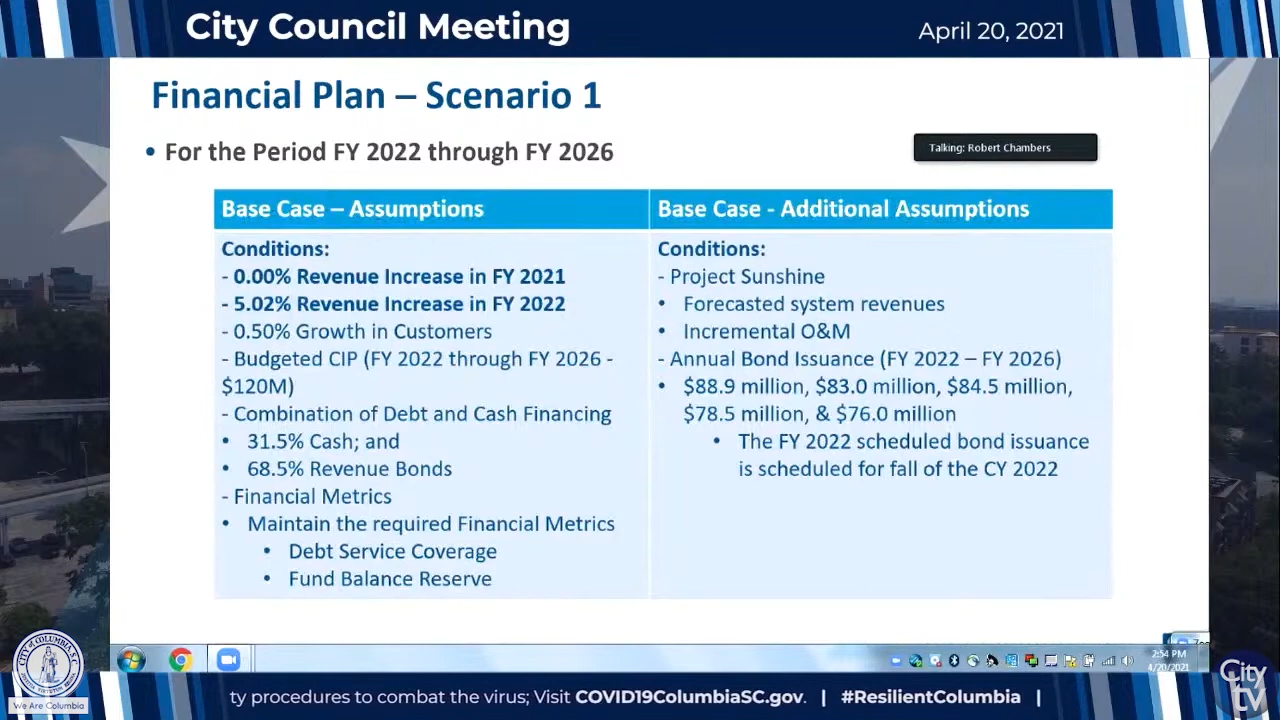 City Council Meeting
April 20, 2021
Financial Plan – Scenario 1
• For the Period FY 2022 through FY 2026
Talking: Robert Chambers
Base Case – Assumptions
Conditions:
- 0.00% Revenue Increase in FY 2021
- 5.02% Revenue Increase in FY 2022
- 0.50% Growth in Customers
- Budgeted CIP (FY 2022 through FY 2026 -
$120M)
- Combination of Debt and Cash Financing
• 31.5% Cash; and
• 68.5% Revenue Bonds
- Financial Metrics
• Maintain the required Financial Metrics
• Debt Service Coverage
• Fund Balance Reserve
Base Case - Additional Assumptions
Conditions:
- Project Sunshine
• Forecasted system revenues
• Incremental O&M
- Annual Bond Issuance (FY 2022 – FY 2026)
• $88.9 million, $83.0 million, $84.5 million,
$78.5 million, & $76.0 million
• The FY 2022 scheduled bond issuance
is scheduled for fall of the CY 2022
2:54 PM
4/20/2021
We Are Columbia
ty procedures to combat the virus; Visit COVID19ColumbiaSC.gov. | #ResilientColumbia |
City
tv